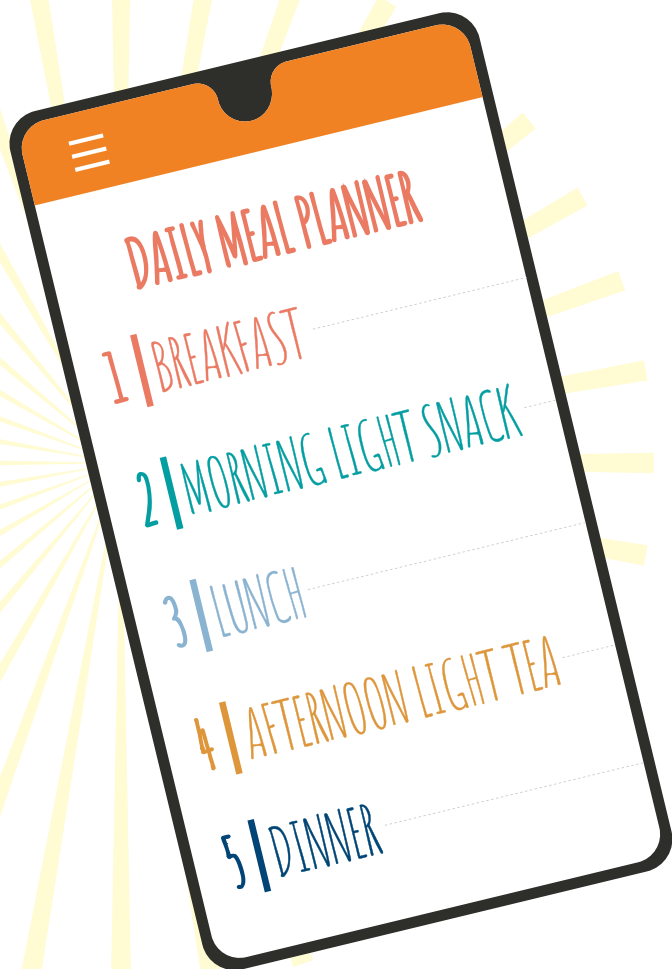 DAILY MEAL PLANNER
1 BREAKFAST
2 MORNING LIGHT SNACK
3 LUNCH
4 AFTERNOON LIGHT TEA
5 DINNER